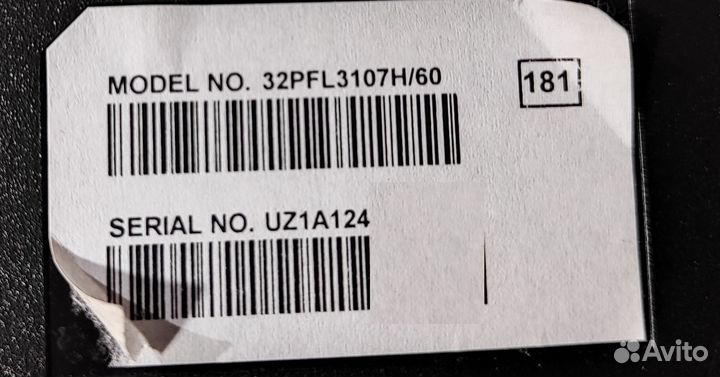 MODEL NO. 32PFL3107H/60
181
SERIAL NO. UZ1A124
Avito